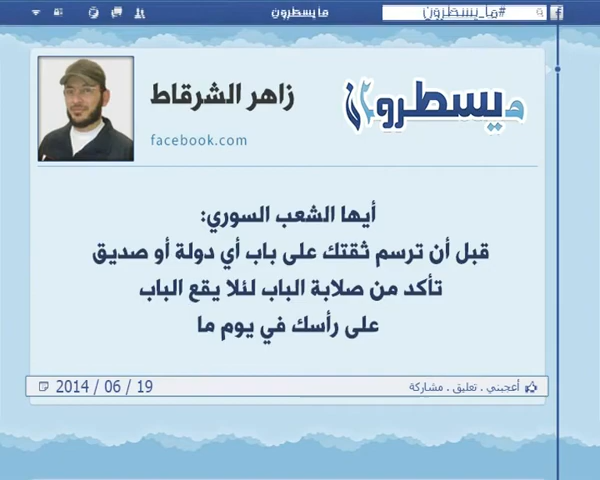 ما يسطرون
#ما_يسطرون
زاهر الشرقاط
ما يسطرون
facebook.com
أيها الشعب السوري:
قبل أن ترسم ثقتك على باب أي دولة أو صديق
تأكد من صلابة الباب لئلا يقع الباب
على رأسك في يوم ما
2014 / 06 / 19
أعجبني . تعليق . مشاركة